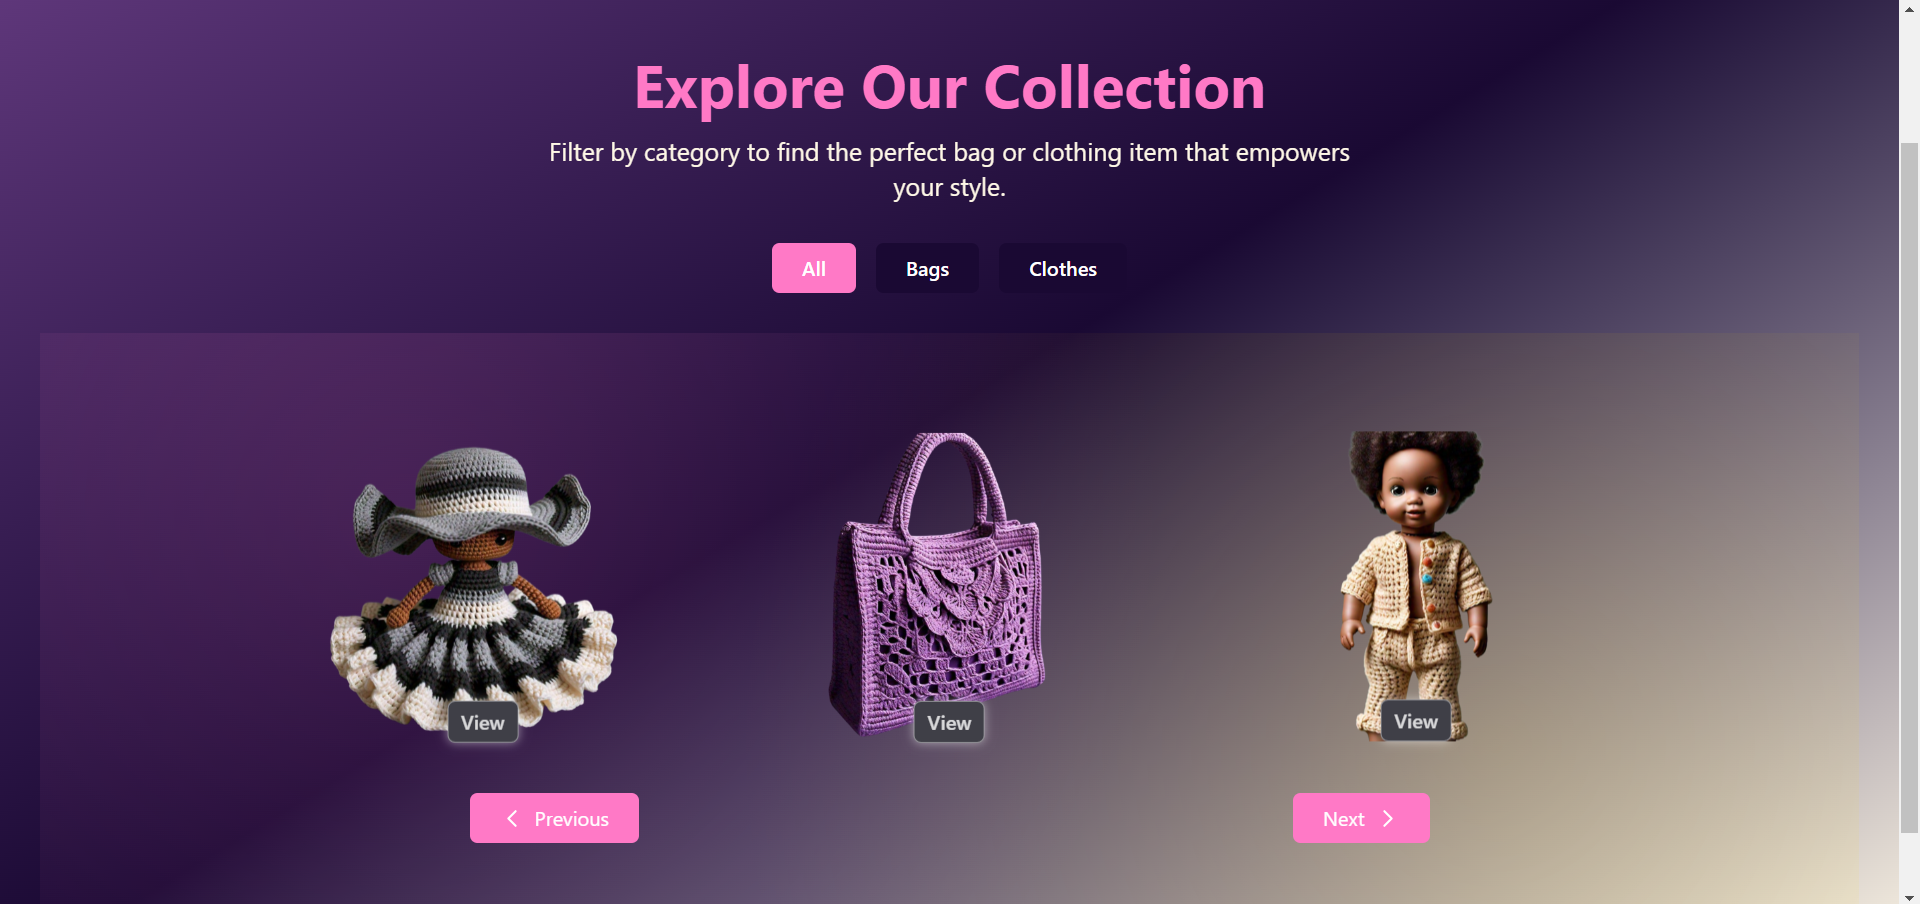 Explore Our Collection
Filter by category to find the perfect bag or clothing item that empowers
your style.
All
Bags
Clothes
View
View
View
Previous
Next